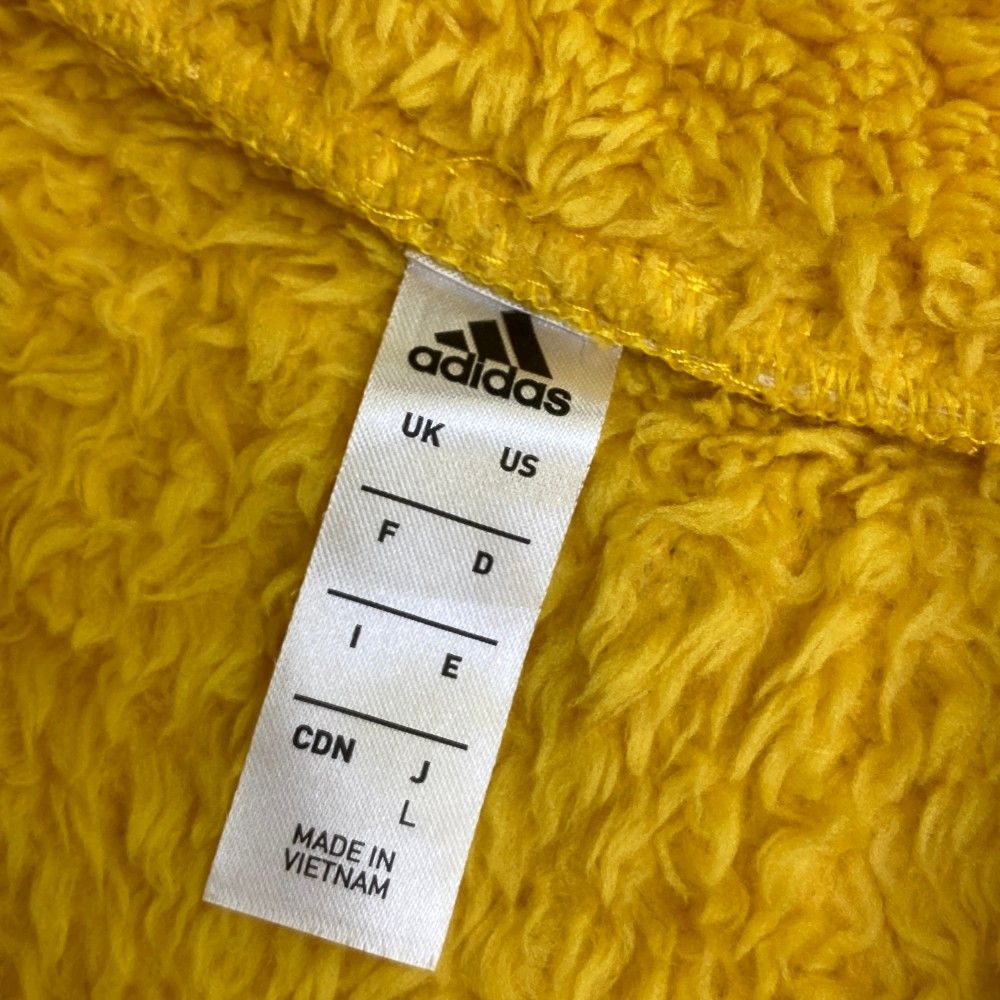 adidas
UK US
F D
I E
CDN J
L
MADE IN
VIETNAM